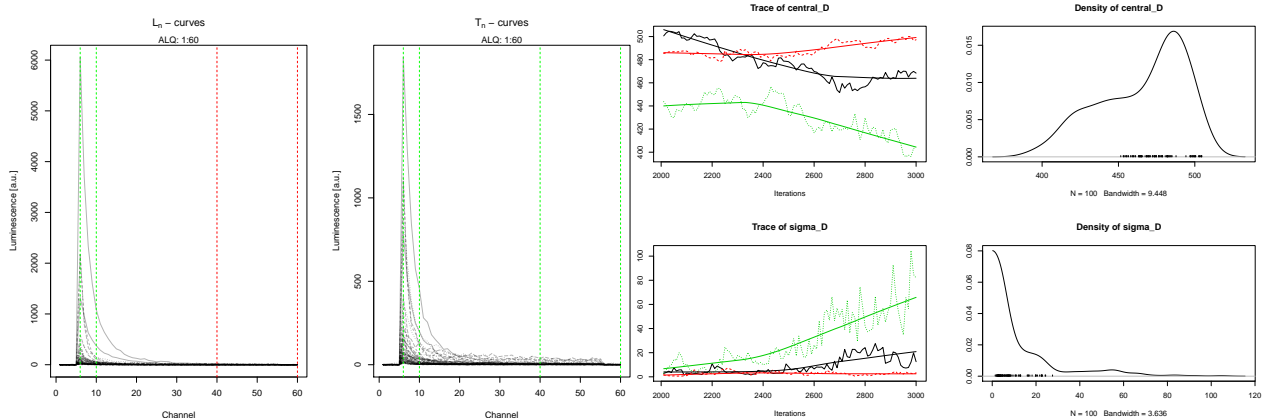 Lₙ − curves
ALQ: 1:60
Luminescence [a.u.]
6000
5000
4000
3000
2000
1000
0
0 10 20 30 40 50 60
Channel
Tₙ − curves
ALQ: 1:60
Luminescence [a.u.]
1500
1000
500
0
0 10 20 30 40 50 60
Channel
Trace of central_D
500
480
460
440
420
400
2000 2200 2400 2600 2800 3000
Iterations
Density of central_D
0.015
0.010
0.005
0.000
400 450 500
N = 100 Bandwidth = 9.448
Trace of sigma_D
100
80
60
40
20
0
2000 2200 2400 2600 2800 3000
Iterations
Density of sigma_D
0.08
0.06
0.04
0.02
0.00
0 20 40 60 80 100 120
N = 100 Bandwidth = 3.636